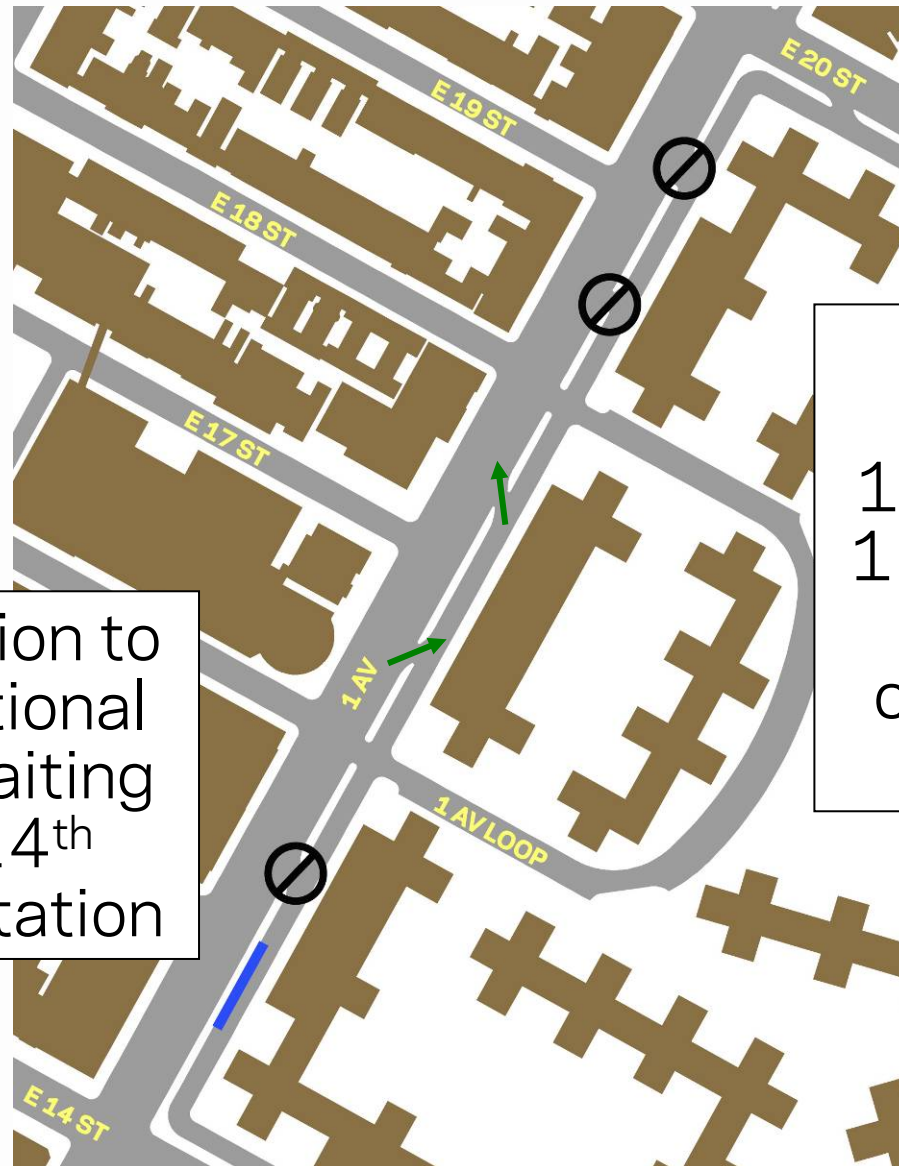 E 20 ST
E 19 ST
E 18 ST
E 17 ST
1 AV
1 AV LOOP
E 14 ST
ion to
tional
aiting
14th
tation
1
1